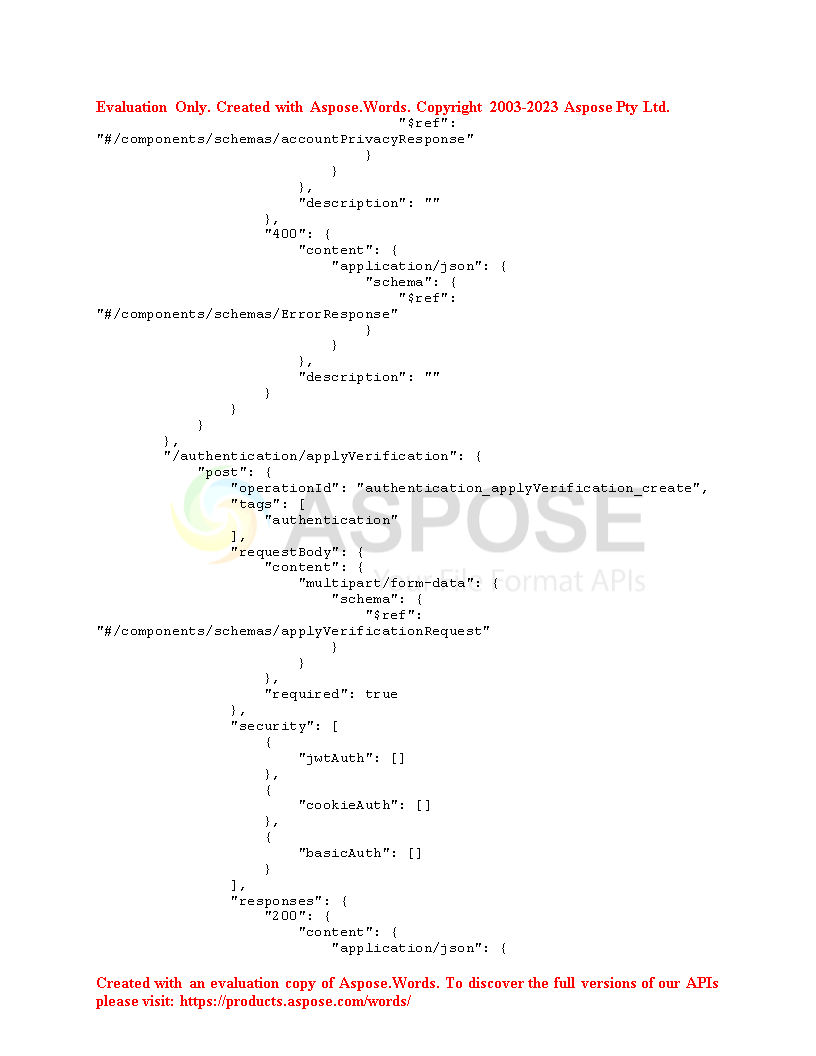 Evaluation Only. Created with Aspose.Words. Copyright 2003-2023 Aspose Pty Ltd.
"$ref":
"#/components/schemas/accountPrivacyResponse"
}
}
},
"description": ""
},
"400": {
"content": {
"application/json": {
"schema": {
"$ref":
"#/components/schemas/ErrorResponse"
}
}
},
"description": ""
}
}
}
},
"/authentication/applyVerification": {
"post": {
"operationId": "authentication_applyVerification_create",
"tags": [
"authentication"
],
"requestBody": {
"content": {
"multipart/form-data": {
"schema": {
"$ref":
"#/components/schemas/applyVerificationRequest"
}
}
},
"required": true
},
"security": [
{
"jwtAuth": []
},
{
"cookieAuth": []
},
{
"basicAuth": []
}
],
"responses": {
"200": {
"content": {
"application/json": {
ASPOSE
Your File Format APIs
Created with an evaluation copy of Aspose.Words. To discover the full versions of our APIs
please visit: https://products.aspose.com/words/